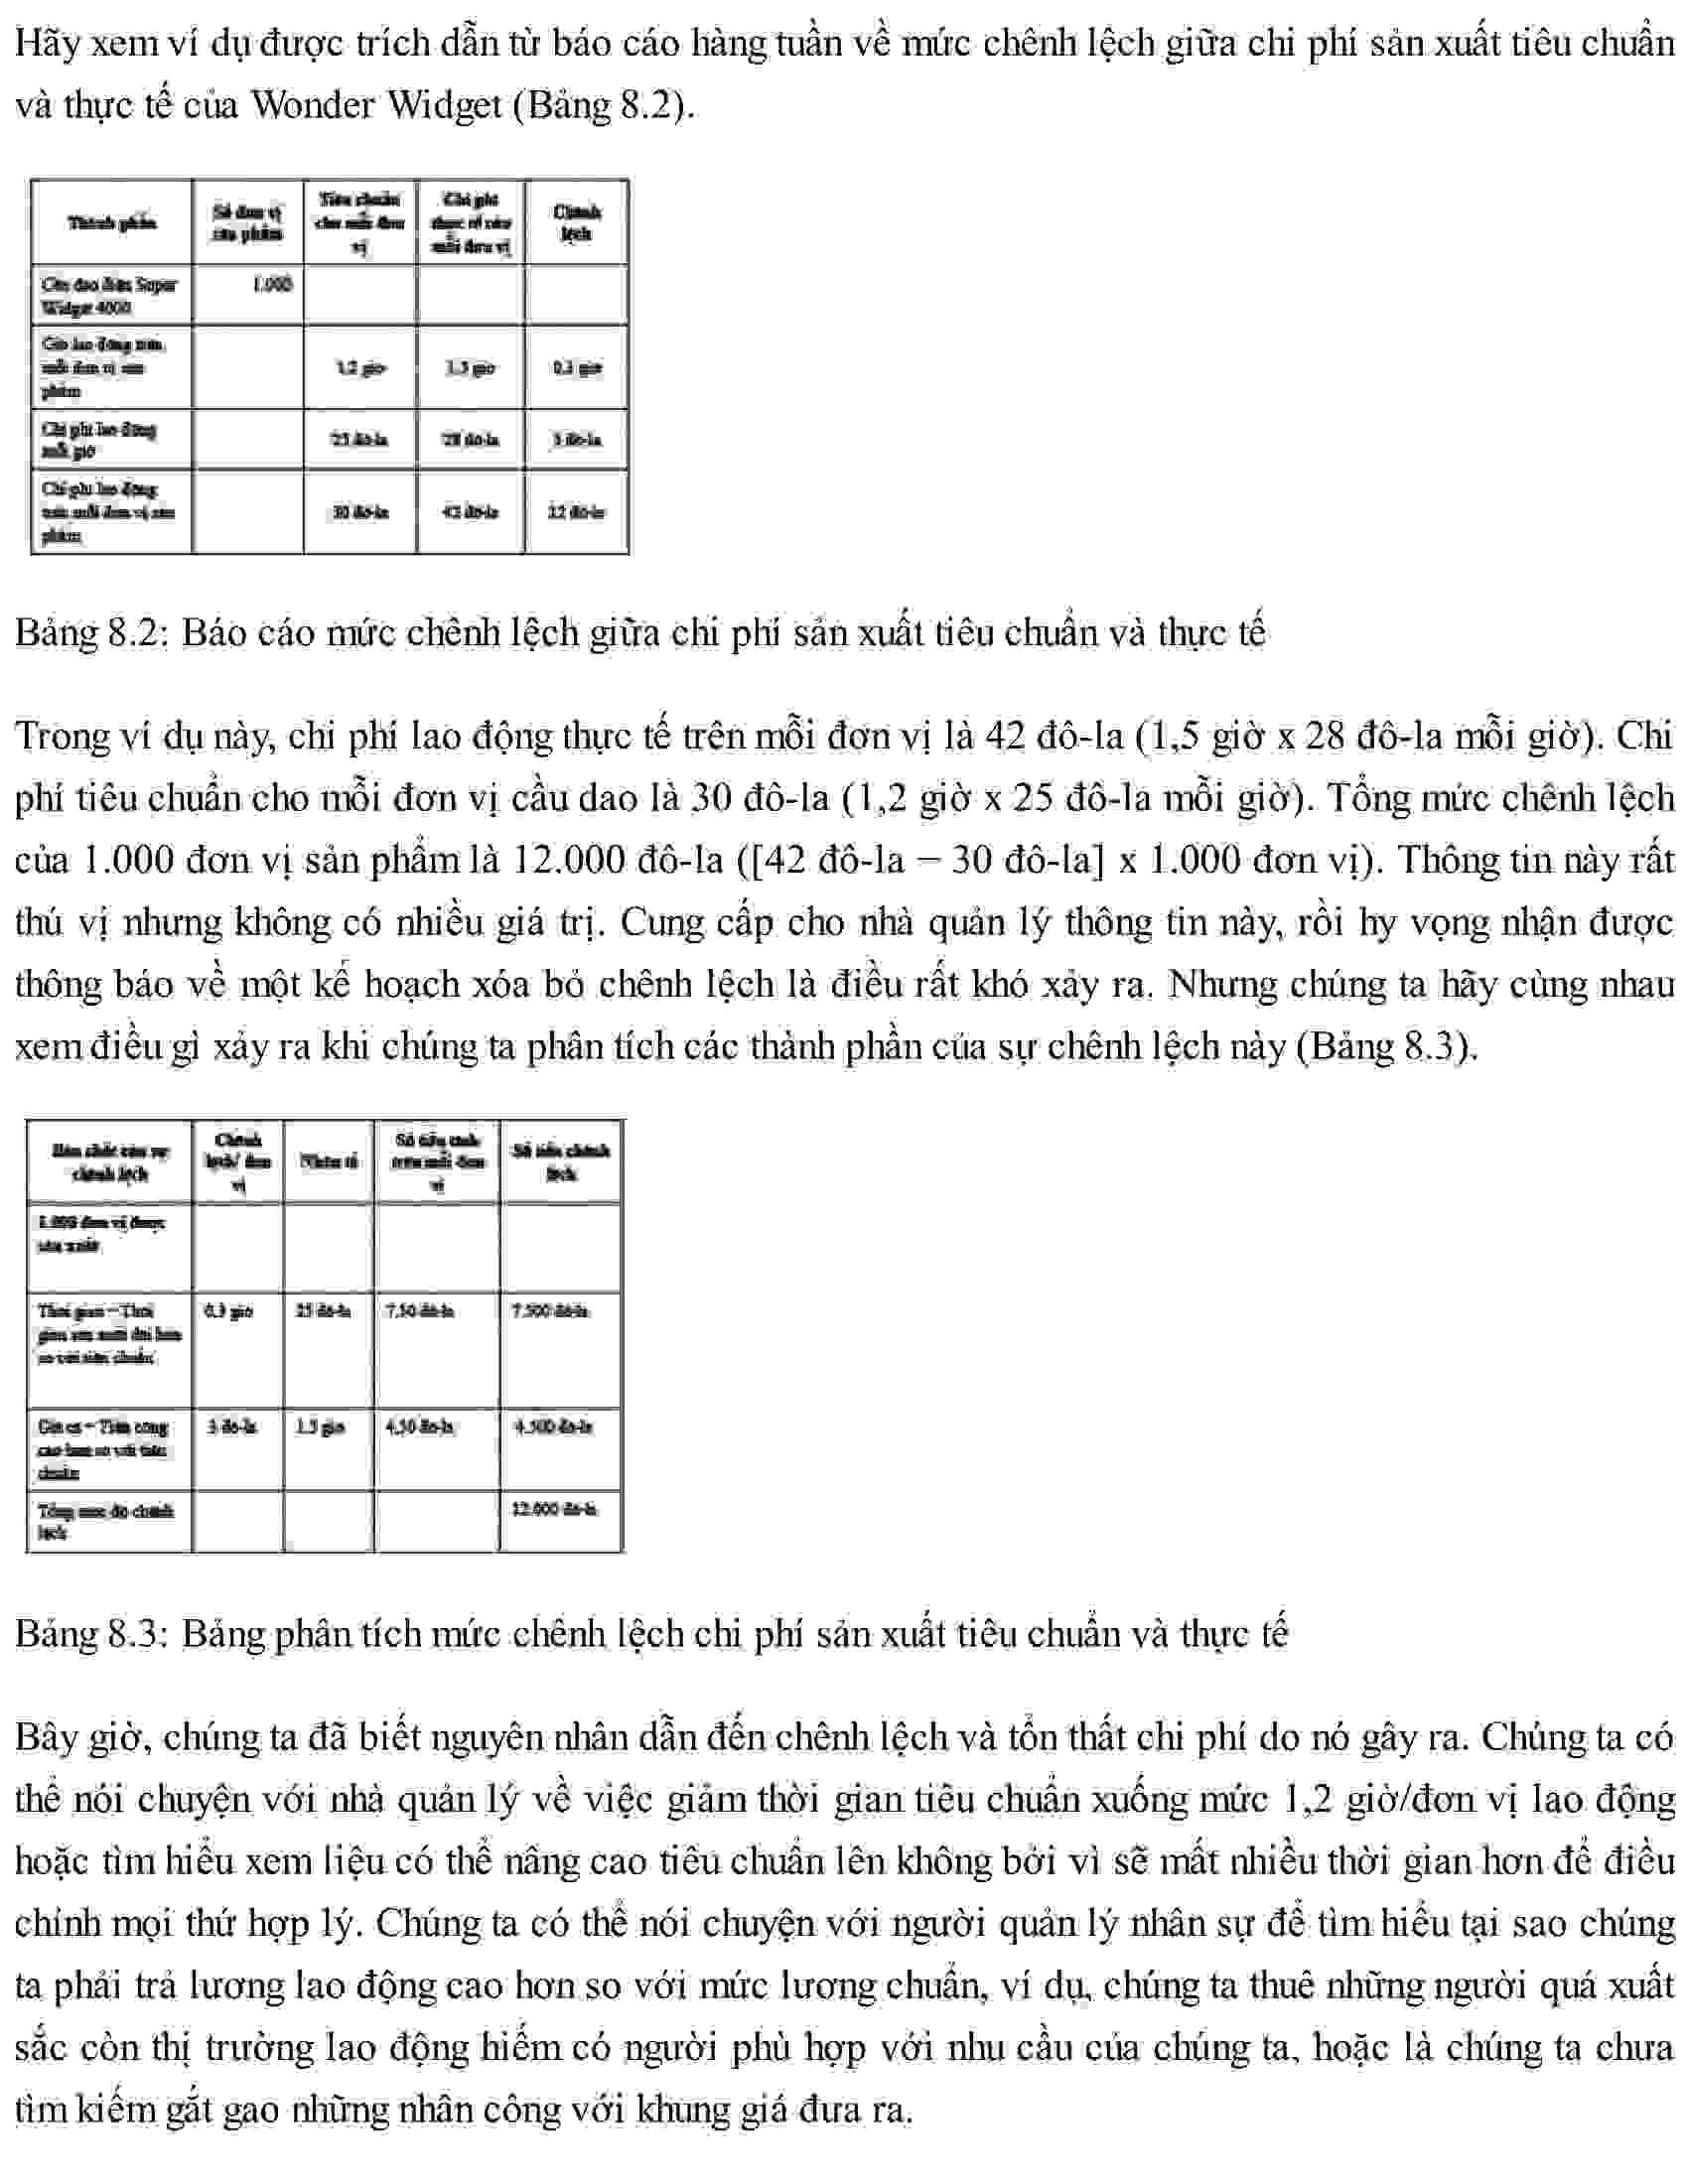 Hãy xem ví dụ được trích dẫn từ báo cáo hàng tuần về mức chênh lệch giữa chi phí sản xuất tiêu chuẩn
và thực tế của Wonder Widget (Bảng 8.2).
Thành phần
Số đơn vị
sản phẩm
Tiêu chuẩn
cho mỗi đơn
vị
Chi phí
thực tế của
mỗi đơn vị
Chênh
lệch
Cầu dao điện Super
Widget 4000
1.000
Giờ lao động trên
mỗi đơn vị sản
phẩm
1,2 giờ
1,5 giờ
0,3 giờ
Chi phí lao động
mỗi giờ
25 đô-la
28 đô-la
3 đô-la
Chi phí lao động
trên mỗi đơn vị sản
phẩm
30 đô-la
42 đô-la
12 đô-la
Bảng 8.2: Báo cáo mức chênh lệch giữa chi phí sản xuất tiêu chuẩn và thực tế
Trong ví dụ này, chi phí lao động thực tế trên mỗi đơn vị là 42 đô-la (1,5 giờ x 28 đô-la mỗi giờ). Chi
phí tiêu chuẩn cho mỗi đơn vị cầu dao là 30 đô-la (1,2 giờ x 25 đô-la mỗi giờ). Tổng mức chênh lệch
của 1.000 đơn vị sản phẩm là 12.000 đô-la ([42 đô-la – 30 đô-la] x 1.000 đơn vị). Thông tin này rất
thú vị nhưng không có nhiều giá trị. Cung cấp cho nhà quản lý thông tin này, rồi hy vọng nhận được
thông báo về một kế hoạch xóa bỏ chênh lệch là điều rất khó xảy ra. Nhưng chúng ta hãy cùng nhau
xem điều gì xảy ra khi chúng ta phân tích các thành phần của sự chênh lệch này (Bảng 8.3).
Bản chất của sự
chênh lệch
Chênh
lệch/ đơn
vị
Nhân tố
Số tiền tính
trên mỗi đơn
vị
Số tiền chênh
lệch
1.000 đơn vị được
sản xuất
Thời gian – Thời
gian sản xuất dài hơn
so với tiêu chuẩn
0,3 giờ
25 đô-la
7,50 đô-la
7.500 đô-la
Giá cả – Tiền công
cao hơn so với tiêu
chuẩn
3 đô-la
1,5 giờ
4,50 đô-la
4.500 đô-la
Tổng mức độ chênh
lệch
12.000 đô-la
Bảng 8.3: Bảng phân tích mức chênh lệch chi phí sản xuất tiêu chuẩn và thực tế
Bây giờ, chúng ta đã biết nguyên nhân dẫn đến chênh lệch và tổn thất chi phí do nó gây ra. Chúng ta có
thể nói chuyện với nhà quản lý về việc giảm thời gian tiêu chuẩn xuống mức 1,2 giờ/đơn vị lao động
hoặc tìm hiểu xem liệu có thể nâng cao tiêu chuẩn lên không bởi vì sẽ mất nhiều thời gian hơn để điều
chỉnh mọi thứ hợp lý. Chúng ta có thể nói chuyện với người quản lý nhân sự để tìm hiểu tại sao chúng
ta phải trả lương lao động cao hơn so với mức lương chuẩn, ví dụ, chúng ta thuê những người quá xuất
sắc còn thị trường lao động hiếm có người phù hợp với nhu cầu của chúng ta, hoặc là chúng ta chưa
tìm kiếm gắt gao những nhân công với khung giá đưa ra.